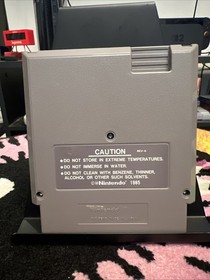 CAUTION REV-A
●DO NOT STORE IN EXTREME TEMPERATURES.
●DO NOT IMMERSE IN WATER.
●DO NOT CLEAN WITH BENZENE, THINNER,
ALCOHOL OR OTHER SUCH SOLVENTS.
©Nintendo 1985